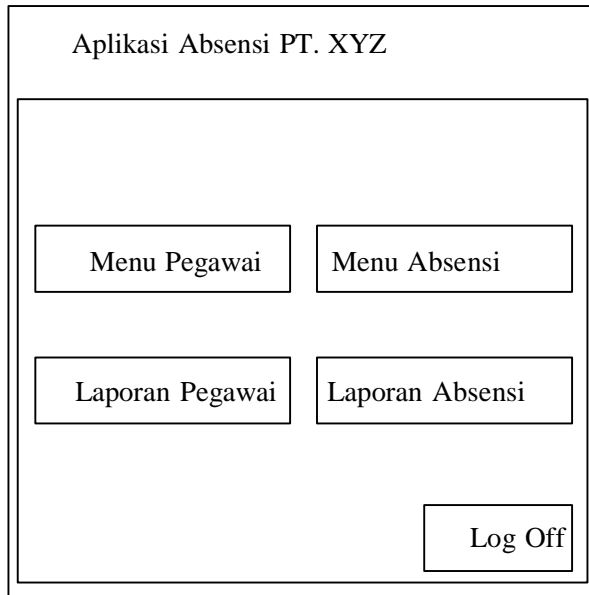 Aplikasi Absensi PT. XYZ
Menu Pegawai
Menu Absensi
Laporan Pegawai
Laporan Absensi
Log Off